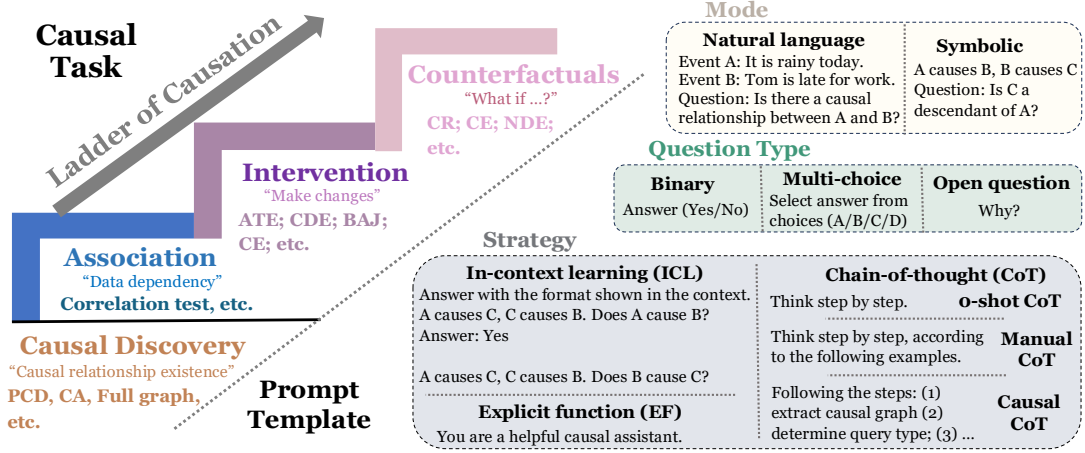 Causal
Task
Ladder of Causation
Counterfactuals
“What if ...?”
CR; CE; NDE;
etc.
Intervention
“Make changes”
ATE; CDE; BAJ;
CE; etc.
Association
“Data dependency”
Correlation test, etc.
Causal Discovery
“Causal relationship existence”
PCD, CA, Full graph,
etc.
Prompt
Template
Mode
Natural language
Event A: It is rainy today.
Event B: Tom is late for work.
Question: Is there a causal
relationship between A and B?
Symbolic
A causes B, B causes C
Question: Is C a
descendant of A?
Question Type
Binary
Answer (Yes/No)
Multi-choice
Select answer from
choices (A/B/C/D)
Open question
Why?
Strategy
In-context learning (ICL)
Answer with the format shown in the context.
A causes C, C causes B. Does A cause B?
Answer: Yes
A causes C, C causes B. Does B cause C?
Explicit function (EF)
You are a helpful causal assistant.
Chain-of-thought (CoT)
Think step by step.
0-shot CoT
Think step by step, according
to the following examples.
Manual
CoT
Following the steps: (1)
extract causal graph (2)
determine query type; (3) ...
Causal
CoT